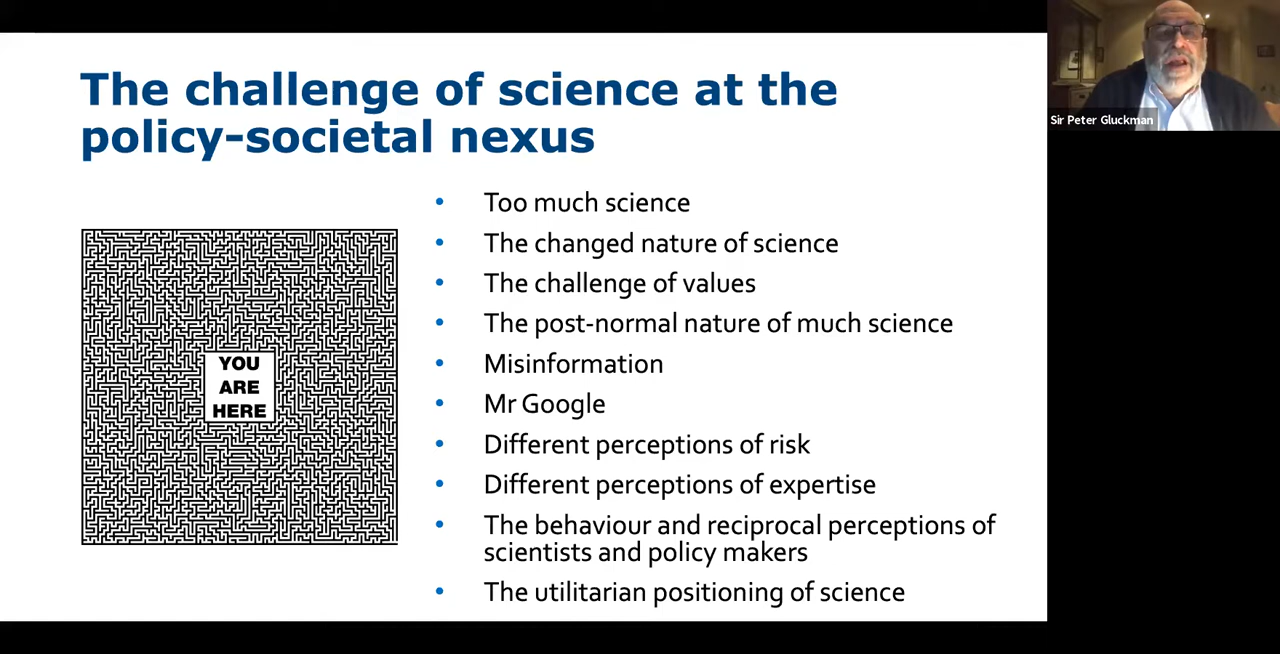 The challenge of science at the
policy-societal nexus
YOU
ARE
HERE
• Too much science
• The changed nature of science
• The challenge of values
• The post-normal nature of much science
• Misinformation
• Mr Google
• Different perceptions of risk
• Different perceptions of expertise
• The behaviour and reciprocal perceptions of
scientists and policy makers
• The utilitarian positioning of science
Sir Peter Gluckman